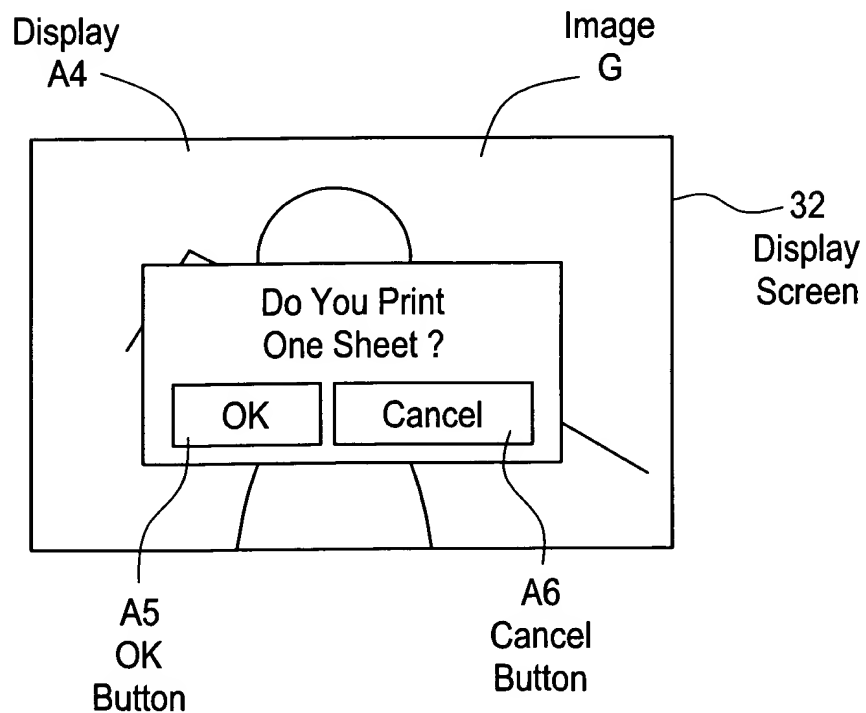 Display
A4
Image
G
32
Display
Screen
Do You Print
One Sheet ?
OK
Cancel
A5
OK
Button
A6
Cancel
Button